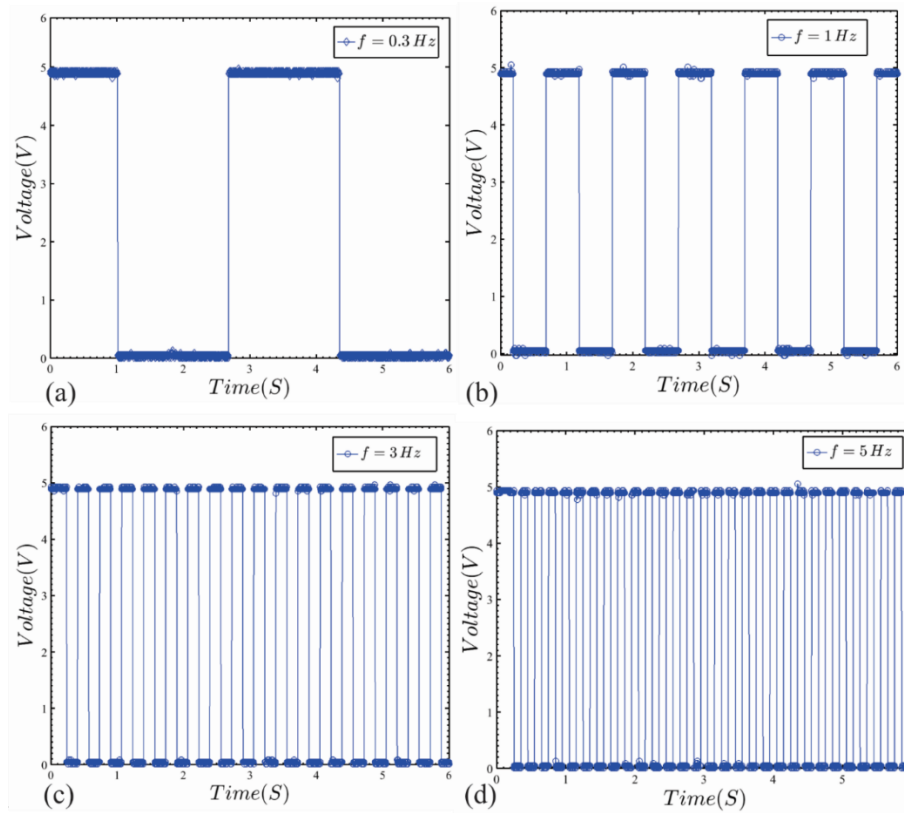 f = 0.3 Hz
6
5
4
3
2
1
0
Voltage(V)
0 1 2 3 4 5 6
Time(S)
(a)
f = 1 Hz
6
5
4
3
2
1
0
Voltage(V)
0 1 2 3 4 5 6
Time(S)
(b)
f = 3 Hz
6
5
4
3
2
1
0
Voltage(V)
0 1 2 3 4 5 6
Time(S)
(c)
f = 5 Hz
6
5
4
3
2
1
0
Voltage(V)
0 1 2 3 4 5
Time(S)
(d)